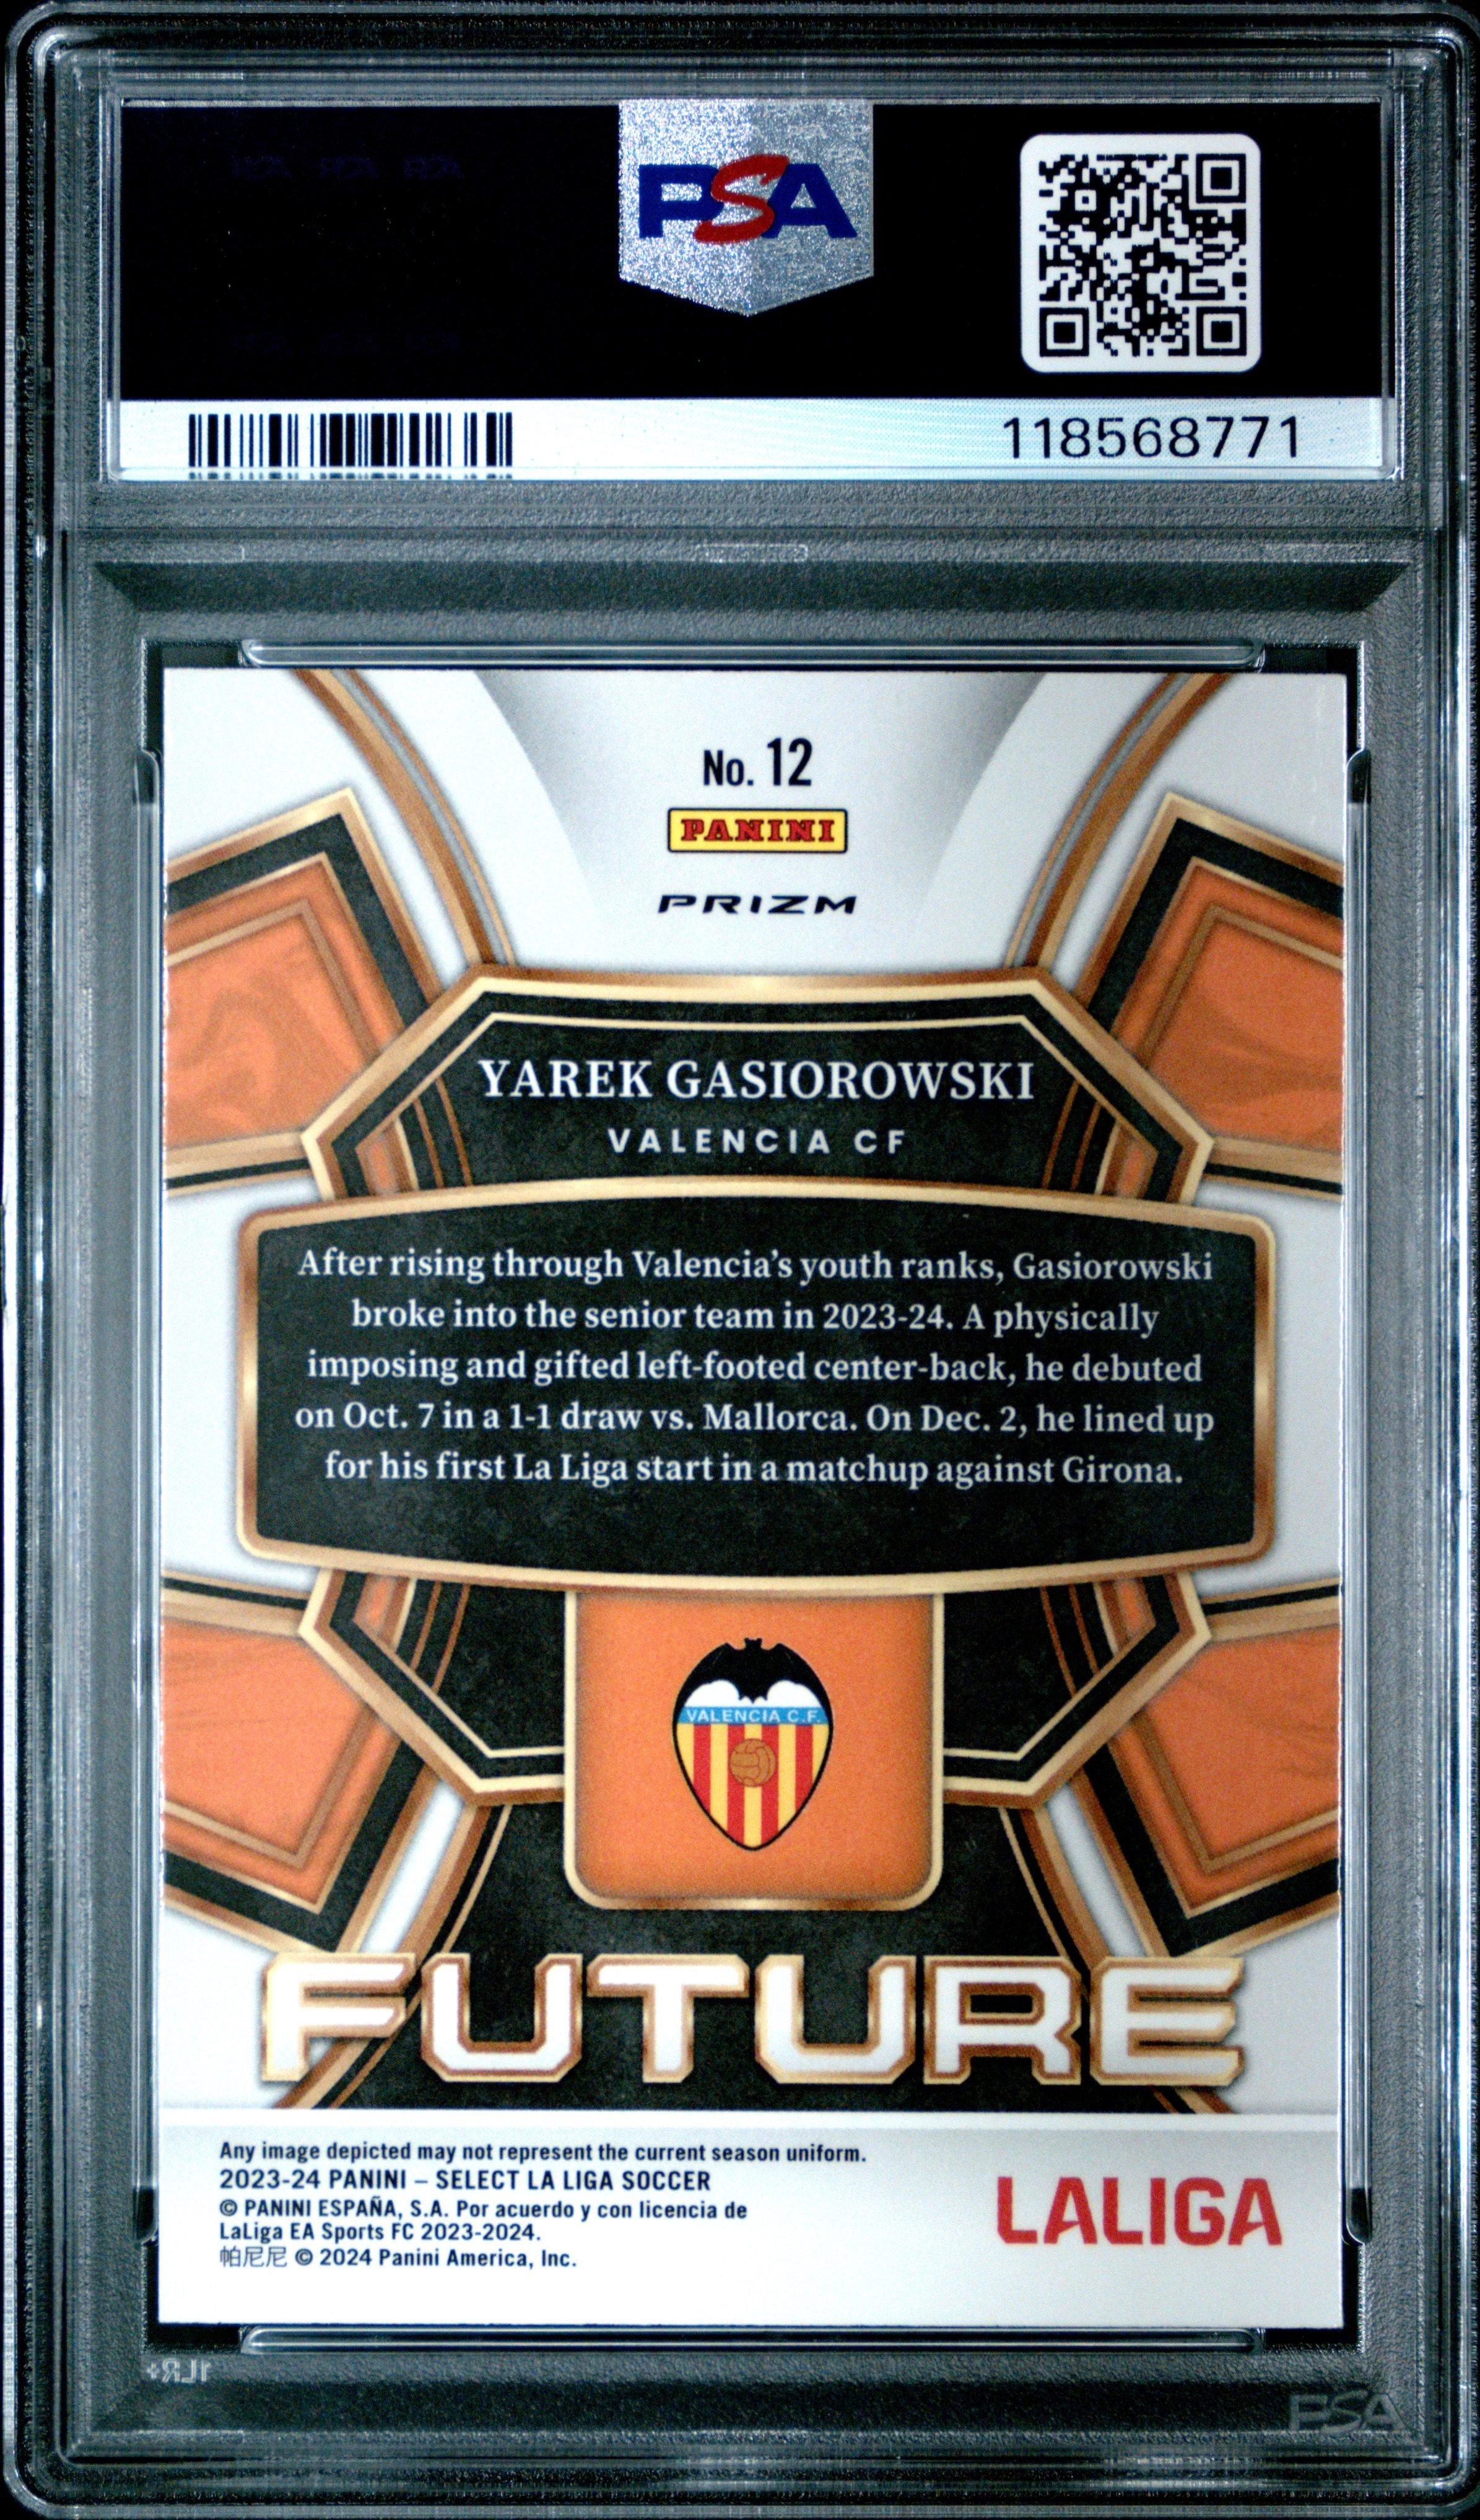 PSA
118568771
No. 12
PANINI
PRIZM
YAREK GASIOROWSKI
VALENCIA CF
After rising through Valencia's youth ranks, Gasiorowski
broke into the senior team in 2023-24. A physically
imposing and gifted left-footed center-back, he debuted
on Oct. 7 in a 1-1 draw vs. Mallorca. On Dec. 2, he lined up
for his first La Liga start in a matchup against Girona.
VALENCIA C.F.
FUTURE
Any image depicted may not represent the current season uniform.
2023-24 PANINI – SELECT LA LIGA SOCCER
© PANINI ESPAÑA, S.A. Por acuerdo y con licencia de
LaLiga EA Sports FC 2023-2024.
帕尼尼 © 2024 Panini America, Inc.
LALIGA
1LR+
PSA